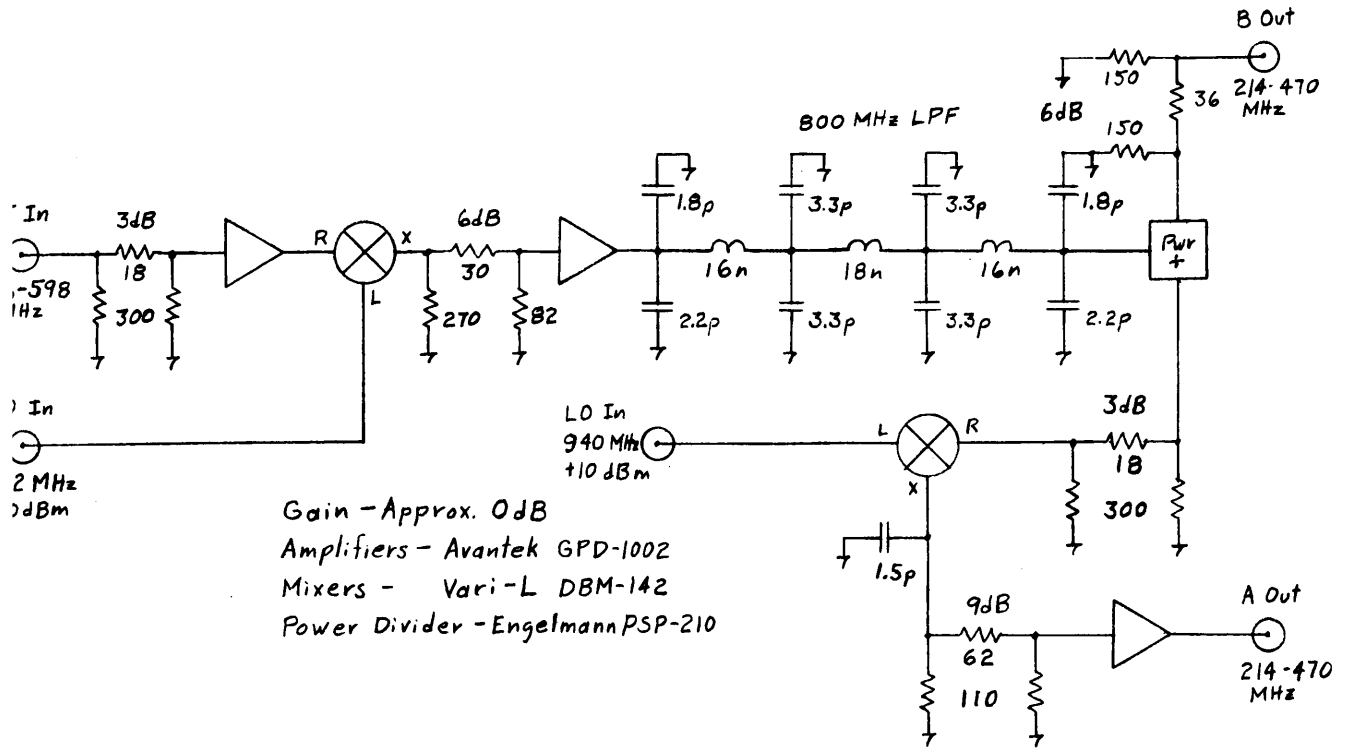 B Out
150
36
214-470
MHz
6dB
150
800 MHz LPF
In
3dB
18
-598
300
R
X
L
6dB
30
270
82
1.8p
3.3p
3.3p
1.8p
16n
18n
16n
2.2p
3.3p
3.3p
2.2p
Pwr
÷
In
2 MHz
dBm
LO In
940 MHz
+10 dBm
L
R
X
3dB
18
300
Gain - Approx. 0dB
Amplifiers - Avantek GPD-1002
Mixers - Vari-L DBM-142
Power Divider - Engelmann PSP-210
1.5p
9dB
62
110
A Out
214-470
MHz